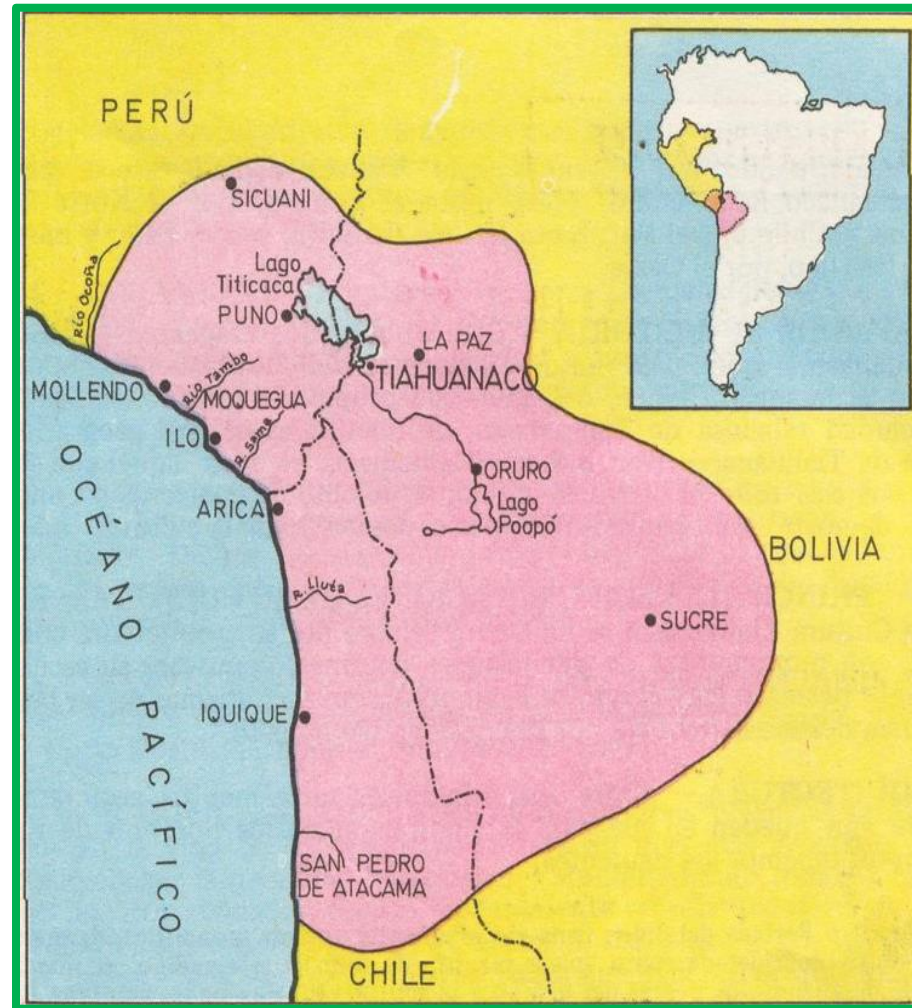 PERÚ
SICUANI
Lago
Titicaca
PUNO
Río Ocoña
LA PAZ
TIAHUANACO
MOLLENDO
Río Tambo
MOQUEGUA
ILO
R. Sama
ORURO
ARICA
Lago
Poopó
BOLIVIA
R. Lluta
SUCRE
IQUIQUE
OCÉANO PACÍFICO
SAN PEDRO
DE ATACAMA
CHILE